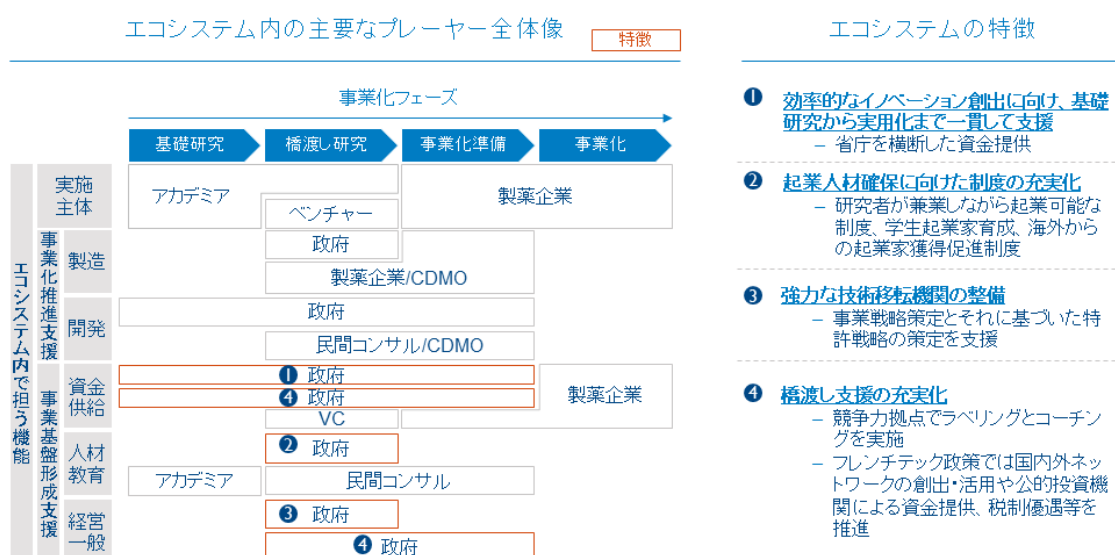 エコシステム内の主要なプレーヤー全体像
特徴
事業化フェーズ
基礎研究
橋渡し研究
事業化準備
事業化
エコシステム内で担う機能
実施
主体
アカデミア
ベンチャー
製薬企業
事業化推進支援
製造
政府
製薬企業/CDMO
開発
政府
民間コンサル/CDMO
事業基盤形成支援
資金
供給
❶ 政府
❹ 政府
VC
製薬企業
人材
教育
❷ 政府
アカデミア
民間コンサル
経営
一般
❸ 政府
❹ 政府
エコシステムの特徴
❶ 効率的なイノベーション創出に向け、基礎
研究から実用化まで一貫して支援
– 省庁を横断した資金提供
❷ 起業人材確保に向けた制度の充実化
– 研究者が兼業しながら起業可能な
制度、学生起業家育成、海外から
の起業家獲得促進制度
❸ 強力な技術移転機関の整備
– 事業戦略策定とそれに基づいた特
許戦略の策定を支援
❹ 橋渡し支援の充実化
– 競争力拠点でラベリングとコーチン
グを実施
– フレンチテック政策では国内外ネッ
トワークの創出・活用や公的投資機
関による資金提供、税制優遇等を
推進